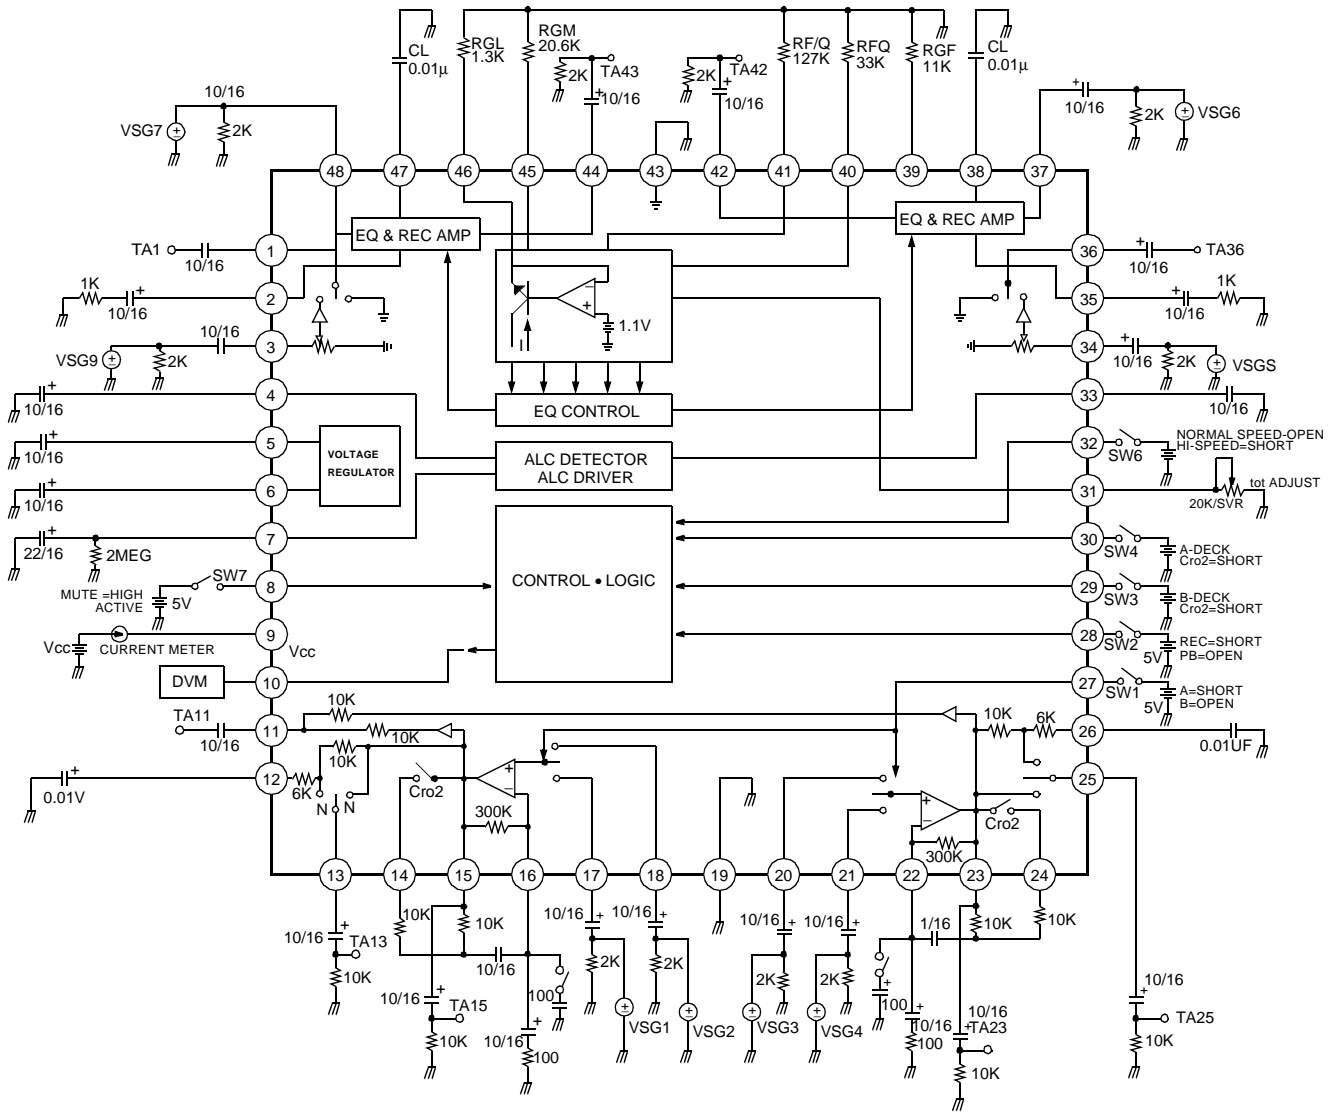 CL
0.01µ
RGL
1.3K
RGM
20.6K
2K
TA43
10/16
2K
TA42
10/16
RF/Q
127K
RFQ
33K
RGF
11K
CL
0.01µ
10/16
VSG7
2K
10/16
2K
VSG6
48
47
46
45
44
43
42
41
40
39
38
37
EQ & REC AMP
EQ & REC AMP
TA1
10/16
1
36
10/16
TA36
1K
10/16
2
35
10/16
1K
1.1V
I
VSG9
2K
10/16
3
34
10/16
2K
VSGS
10/16
4
EQ CONTROL
33
10/16
10/16
5
VOLTAGE
REGULATOR
ALC DETECTOR
ALC DRIVER
32
SW6
NORMAL SPEED-OPEN
HI-SPEED=SHORT
10/16
6
31
20K/SVR
tot ADJUST
22/16
2MEG
7
30
SW4
A-DECK
Cro2=SHORT
MUTE =HIGH
ACTIVE
5V
SW7
8
CONTROL • LOGIC
29
SW3
B-DECK
Cro2=SHORT
Vcc
CURRENT METER
9
Vcc
28
SW2
5V
REC=SHORT
PB=OPEN
DVM
10
27
SW1
5V
A=SHORT
B=OPEN
TA11
10/16
11
10K
10K
10K
10K
6K
26
0.01UF
0.01V
12
6K
N
N
Cro2
+
−
300K
+
−
300K
Cro2
25
13
14
15
16
17
18
19
20
21
22
23
24
10/16
TA13
10K
10K
10K
10/16
TA15
10K
10/16
10/16
100
100
10/16
2K
VSG1
10/16
2K
VSG2
10/16
2K
VSG3
10/16
2K
VSG4
100
1/16
10/16
100
10K
10K
10/16
TA23
10K
10/16
TA25
10K